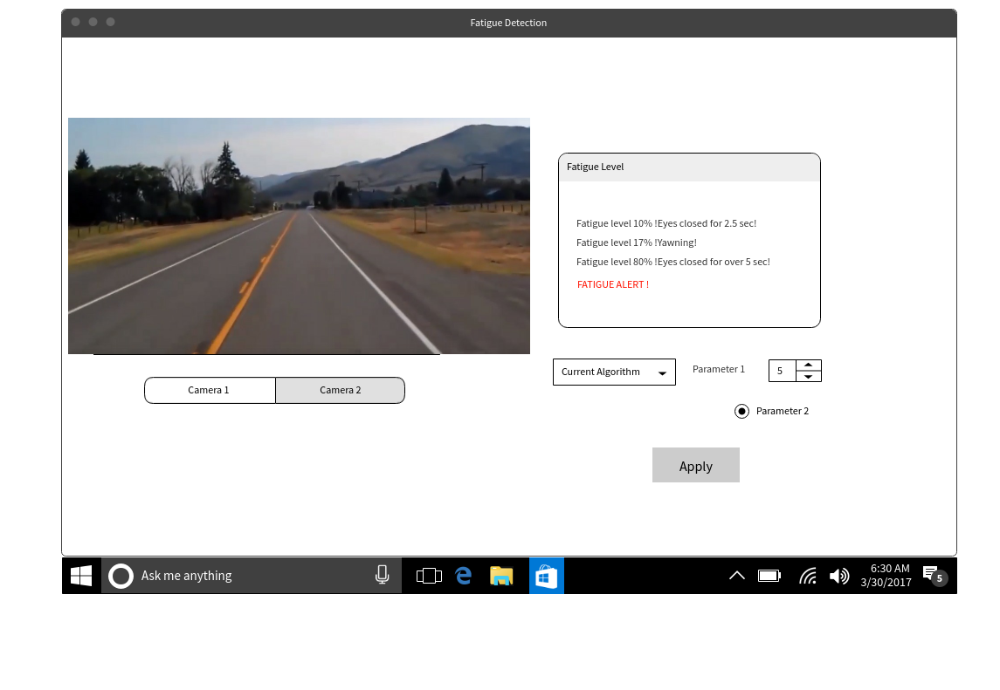 Fatigue Detection
Fatigue Level
Fatigue level 10% !Eyes closed for 2.5 sec!
Fatigue level 17% !Yawning!
Fatigue level 80% !Eyes closed for over 5 sec!
FATIGUE ALERT !
Current Algorithm
Parameter 1
5
Camera 1
Camera 2
Parameter 2
Apply
Ask me anything
6:30 AM
3/30/2017
5